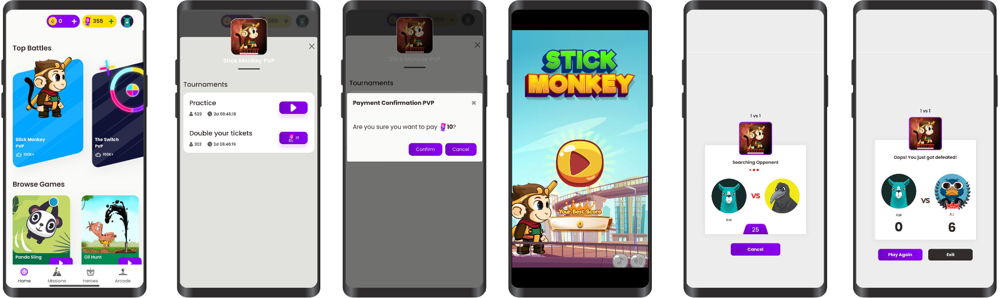 0 +
355 +
Top Battles
Stick Monkey
PVP
100K+
The Switch
PvP
100K+
Browse Games
Panda Sling
Oil Hunt
Home
Missions
Heroes
Arcade
355
Stick Monkey PVP
Tournaments
Practice
529
2d 08:46:18
Double your tickets
202
2d 08:46:19
10
355
Stick Monkey PVP
Tournaments
Payment Confirmation PVP
Are you sure you want to pay 10?
Confirm
Cancel
STICK
MONKEY
Your Best Score
0
1 vs 1
Searching Opponent
VS
Kai
25
Cancel
1 vs 1
Oops! You just got defeated!
VS
WIN
Kai
A.I.
0
6
Play Again
Exit